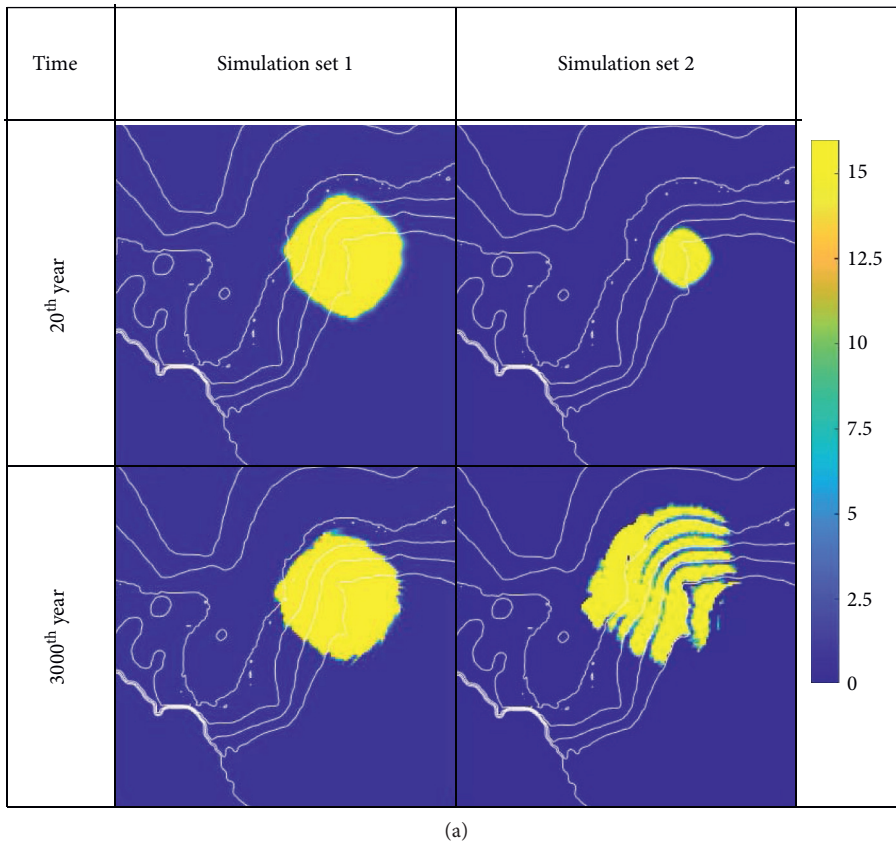 Time
Simulation set 1
Simulation set 2
20th year
3000th year
15
12.5
10
7.5
5
2.5
0
(a)